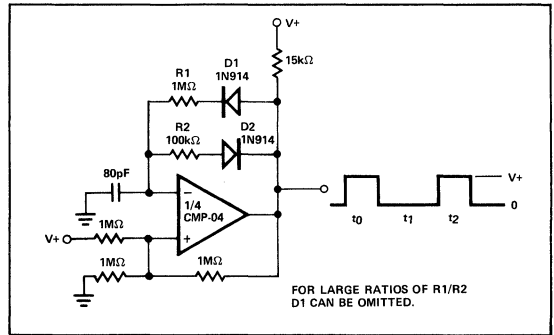 V+
15kΩ
D1
1N914
R1
1MΩ
R2
100kΩ
D2
1N914
80pF
−
1/4
CMP-04
+
1MΩ
V+
1MΩ
1MΩ
V+
0
t0 t1 t2
FOR LARGE RATIOS OF R1/R2
D1 CAN BE OMITTED.